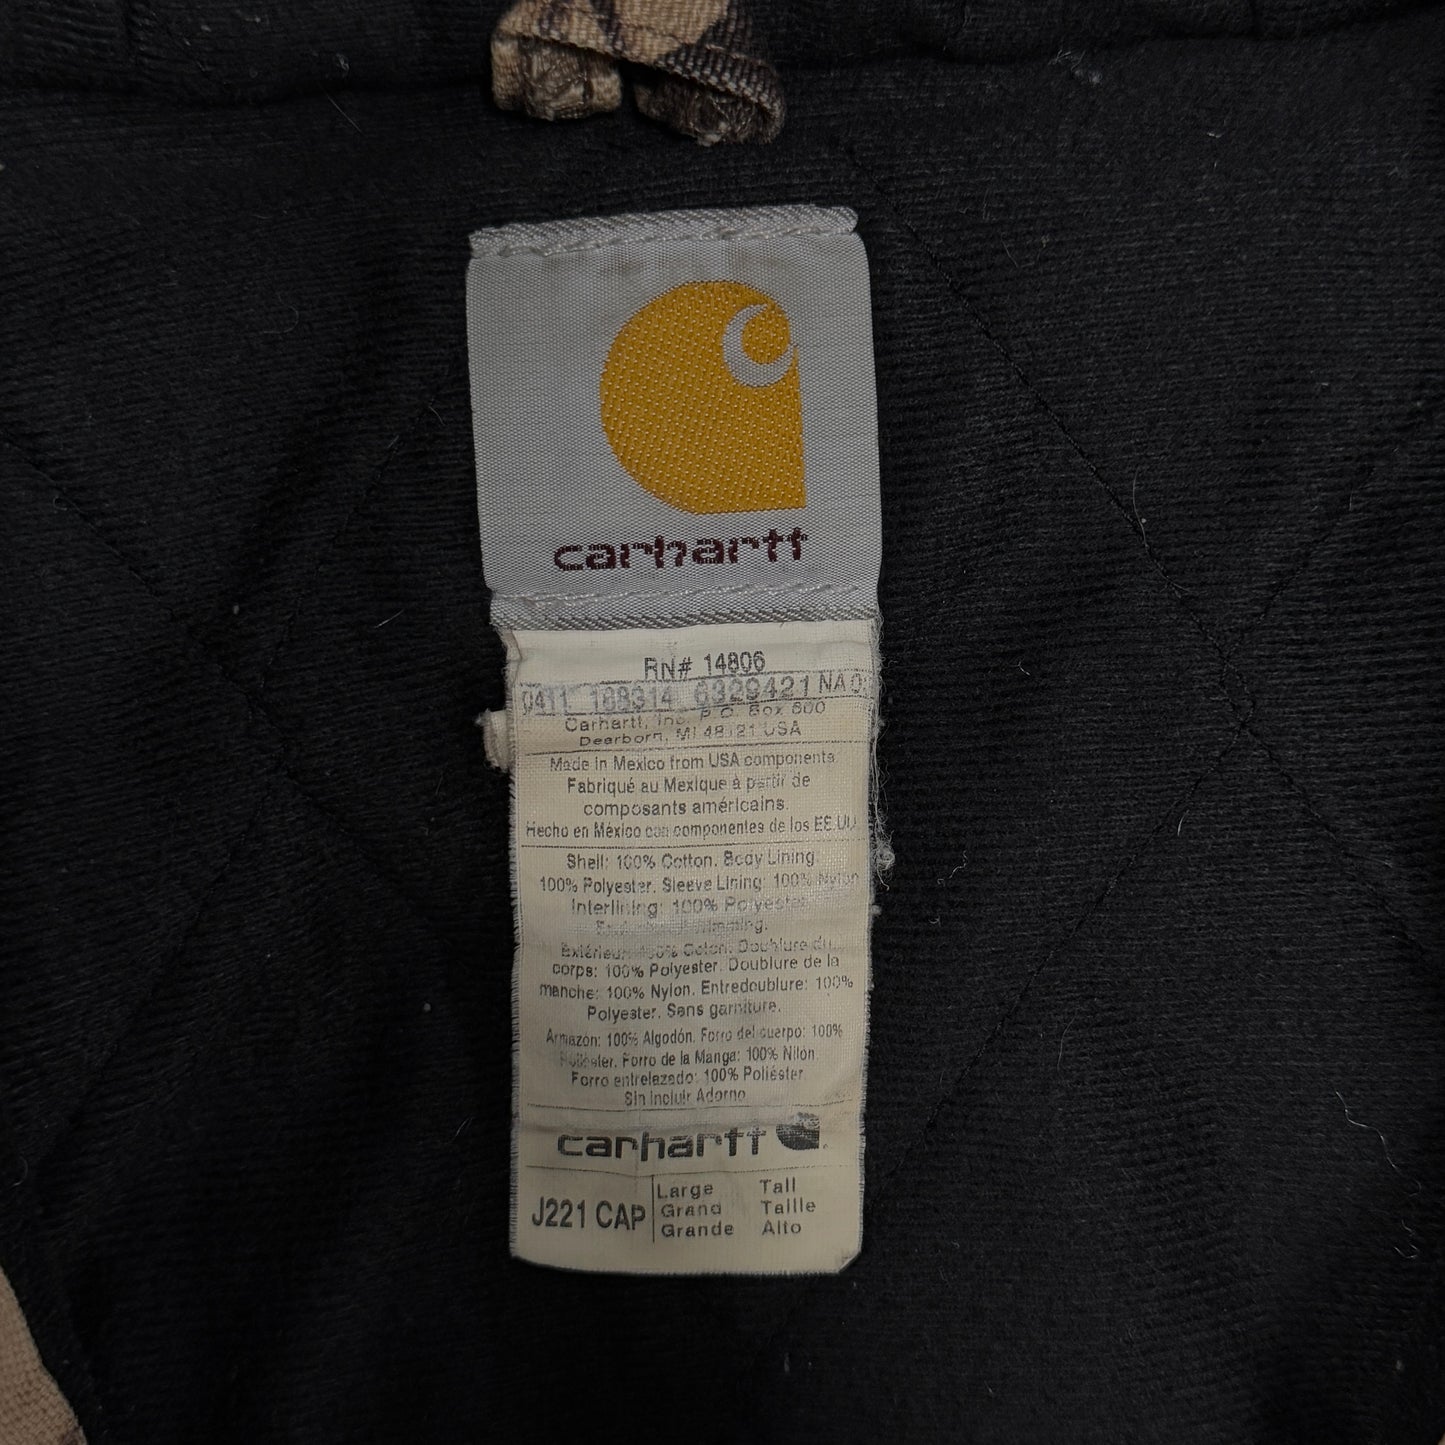 carhartt
RN# 14806
0411 188314 6329421 NA 0
Carhartt, Inc. P.O. Box 600
Dearborn, MI 48121 USA
Made in Mexico from USA components
Fabriqué au Mexique à partir de
composants américains.
Hecho en México con componentes de los EE.UU
Shell: 100% Cotton. Body Lining:
100% Polyester. Sleeve Lining: 100% Nylon
Interlining: 100% Polyester
Extérieur: 100% Coton. Doublure du
corps: 100% Polyester. Doublure de la
manche: 100% Nylon. Entredoublure: 100%
Polyester. Sans garniture.
Armazón: 100% Algodón. Forro del cuerpo: 100%
Poliéster. Forro de la Manga: 100% Nilón
Forro entrelazado: 100% Poliéster
Sin incluir Adorno
carhartt
J221 CAP
Large Tall
Grand Taille
Grande Alto